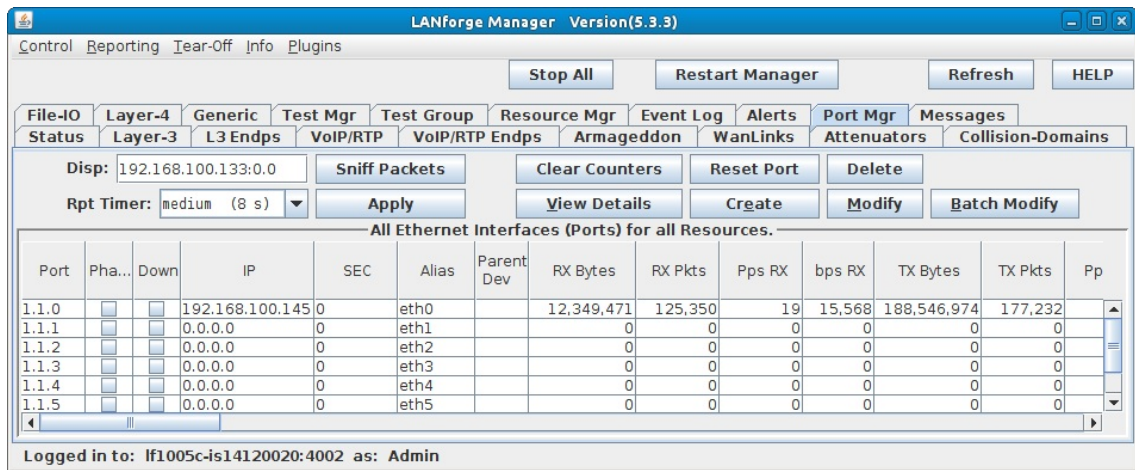 LANforge Manager Version(5.3.3)
Control Reporting Tear-Off Info Plugins
Stop All Restart Manager Refresh HELP
File-IO Layer-4 Generic Test Mgr Test Group Resource Mgr Event Log Alerts Port Mgr Messages
Status Layer-3 L3 Endps VoIP/RTP VoIP/RTP Endps Armageddon WanLinks Attenuators Collision-Domains
Disp: 192.168.100.133:0.0 Sniff Packets Clear Counters Reset Port Delete
Rpt Timer: medium (8 s) Apply View Details Create Modify Batch Modify
All Ethernet Interfaces (Ports) for all Resources.
Port Pha... Down IP SEC Alias Parent Dev RX Bytes RX Pkts Pps RX bps RX TX Bytes TX Pkts Pp
1.1.0 192.168.100.145 0 eth0 12,349,471 125,350 19 15,568 188,546,974 177,232
1.1.1 0.0.0.0 0 eth1 0 0 0 0 0 0
1.1.2 0.0.0.0 0 eth2 0 0 0 0 0 0
1.1.3 0.0.0.0 0 eth3 0 0 0 0 0 0
1.1.4 0.0.0.0 0 eth4 0 0 0 0 0 0
1.1.5 0.0.0.0 0 eth5 0 0 0 0 0 0
Logged in to: lf1005c-is14120020:4002 as: Admin